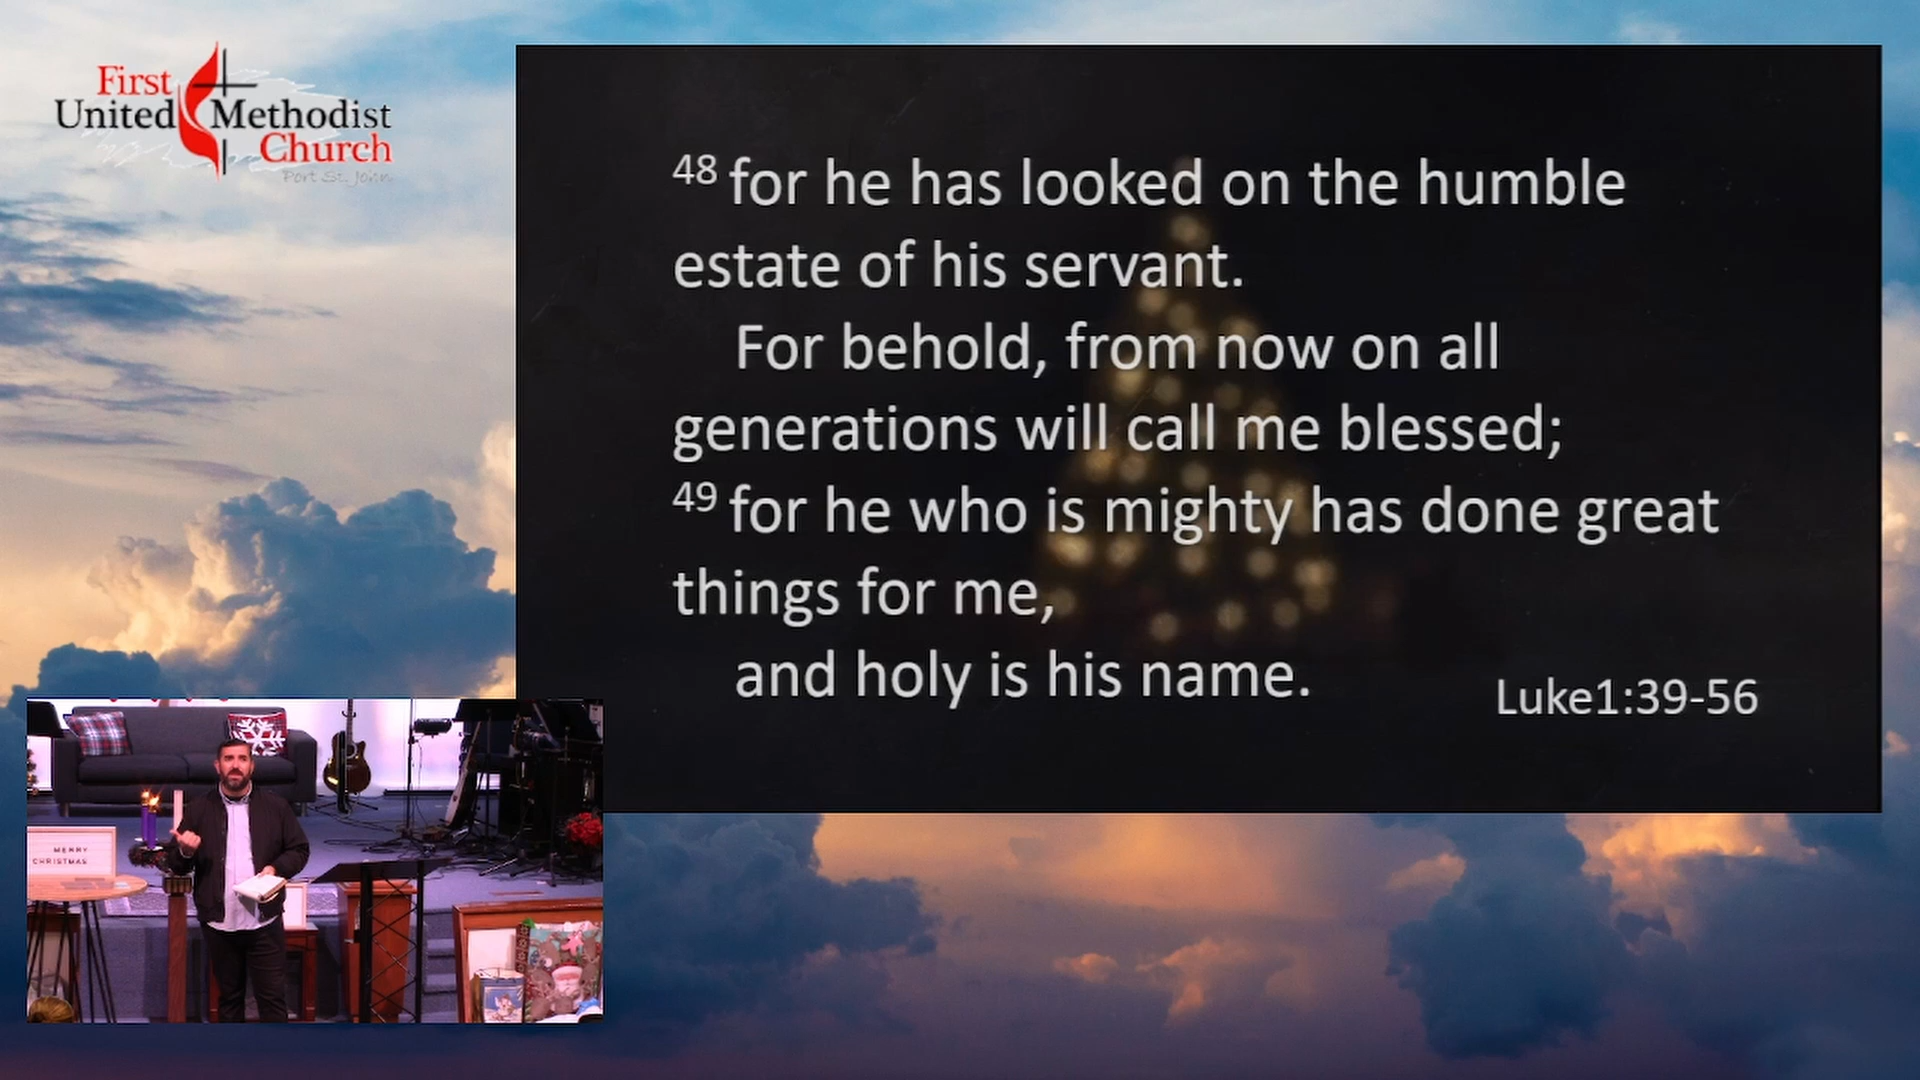 First
United Methodist
Church
Port St. John
48 for he has looked on the humble
estate of his servant.
For behold, from now on all
generations will call me blessed;
49 for he who is mighty has done great
things for me,
and holy is his name.
Luke1:39-56
MERRY
CHRISTMAS